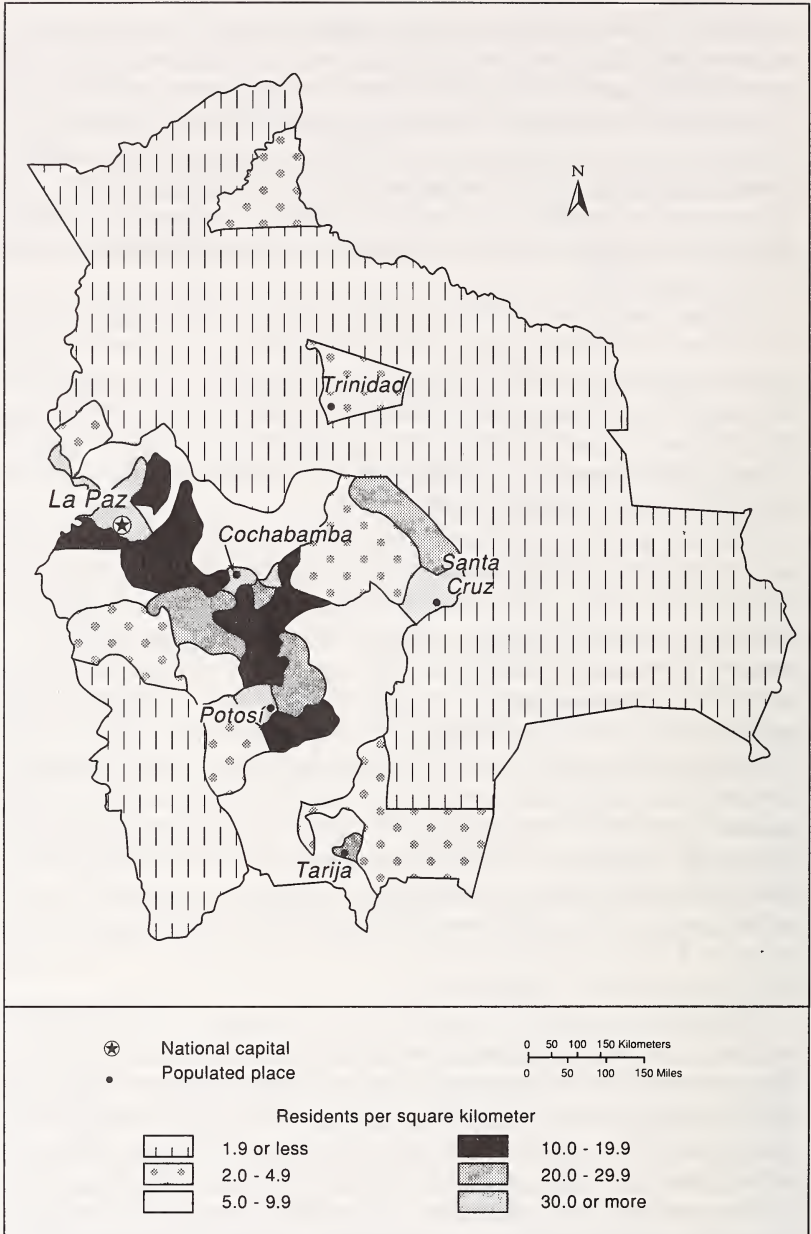 N
Trinidad
La Paz
Cochabamba
Santa
Cruz
Potosí
Tarija
National capital
Populated place
0 50 100 150 Kilometers
0 50 100 150 Miles
Residents per square kilometer
1.9 or less
2.0 - 4.9
5.0 - 9.9
10.0 - 19.9
20.0 - 29.9
30.0 or more